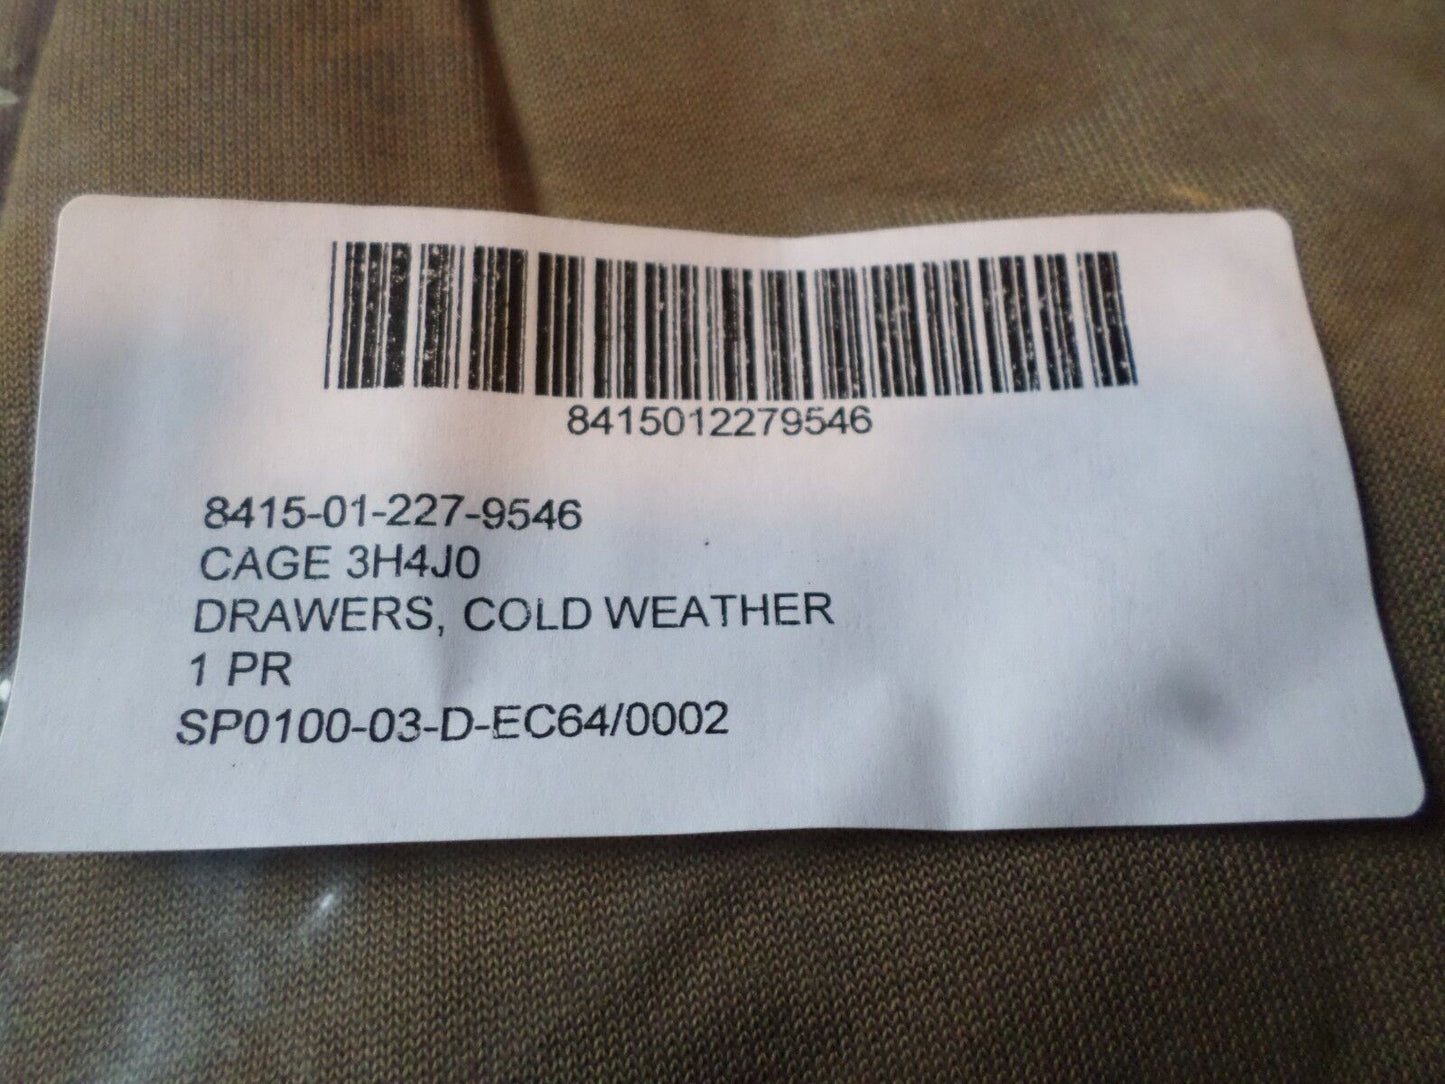 8415012279546
8415-01-227-9546
CAGE 3H4J0
DRAWERS, COLD WEATHER
1 PR
SP0100-03-D-EC64/0002